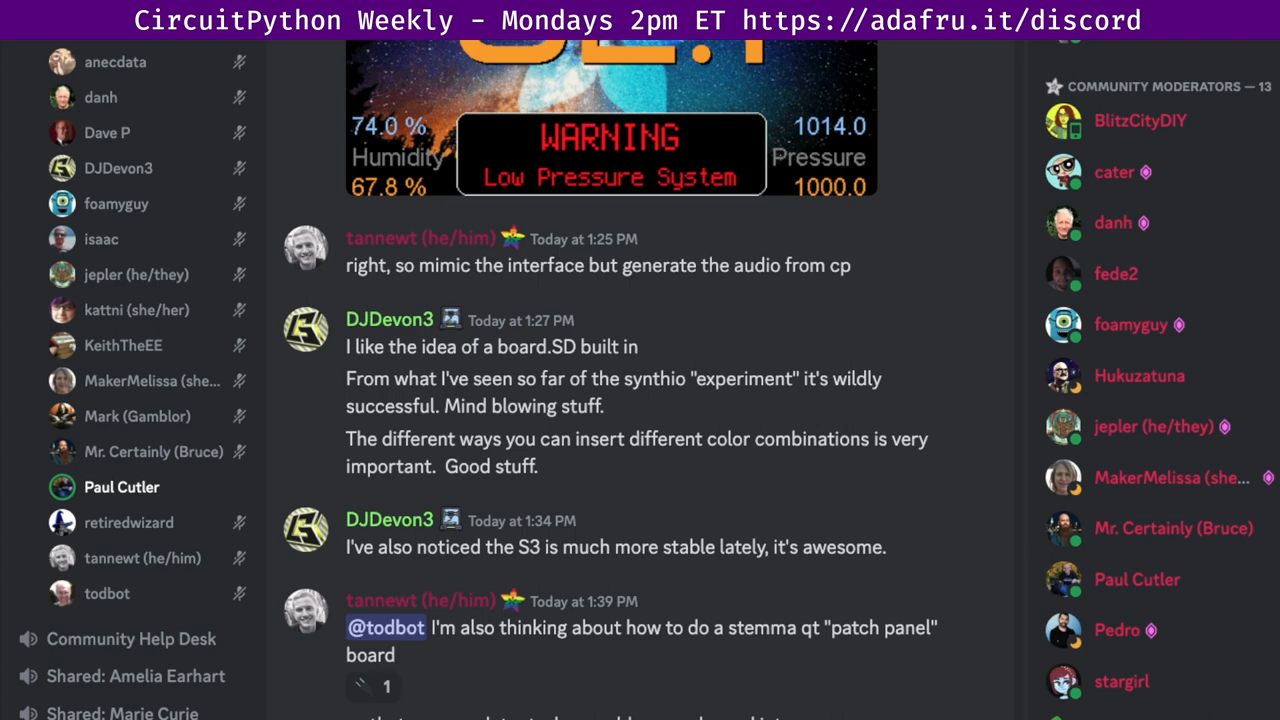 CircuitPython Weekly - Mondays 2pm ET https://adafru.it/discord
anecdata
danh
Dave P
DJDevon3
foamyguy
isaac
jepler (he/they)
kattni (she/her)
KeithTheEE
MakerMelissa (she...
Mark (Gamblor)
Mr. Certainly (Bruce)
Paul Cutler
retiredwizard
tannewt (he/him)
todbot
Community Help Desk
Shared: Amelia Earhart
Shared: Marie Curie
74.0 %
Humidity
67.8 %
WARNING
Low Pressure System
1014.0
Pressure
1000.0
tannewt (he/him) Today at 1:25 PM
right, so mimic the interface but generate the audio from cp
DJDevon3 Today at 1:27 PM
I like the idea of a board.SD built in
From what I've seen so far of the synthio "experiment" it's wildly
successful. Mind blowing stuff.
The different ways you can insert different color combinations is very
important. Good stuff.
DJDevon3 Today at 1:34 PM
I've also noticed the S3 is much more stable lately, it's awesome.
tannewt (he/him) Today at 1:39 PM
@todbot I'm also thinking about how to do a stemma qt "patch panel"
board
1
COMMUNITY MODERATORS — 13
BlitzCityDIY
cater
danh
fede2
foamyguy
Hukuzatuna
jepler (he/they)
MakerMelissa (she...
Mr. Certainly (Bruce)
Paul Cutler
Pedro
stargirl